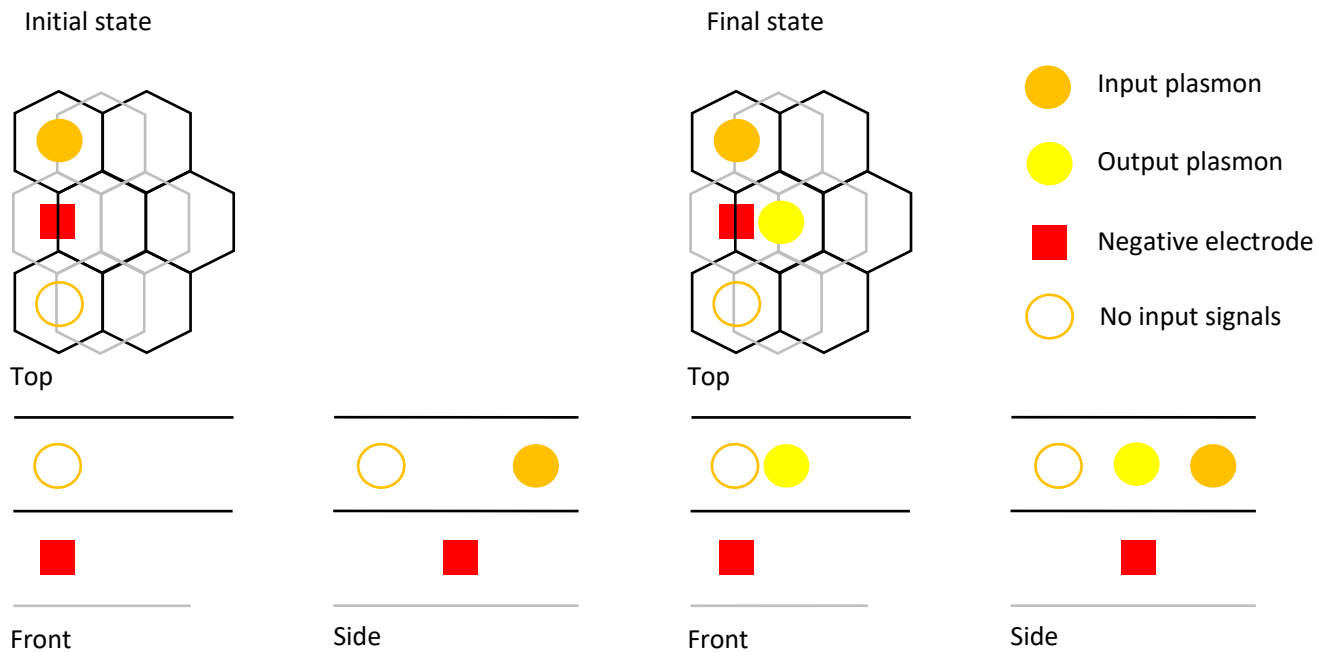 Initial state
Final state
Input plasmon
Output plasmon
Negative electrode
No input signals
Top
Top
Front
Side
Front
Side